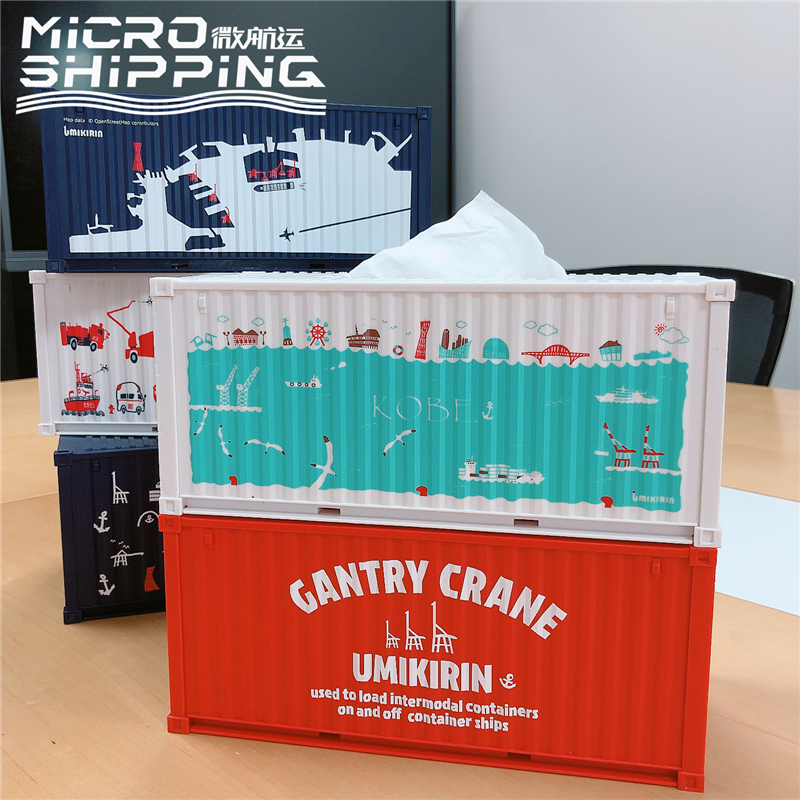 MICRO 微航运
SHIPPING
Map data © OpenStreetMap contributors
UMIKIRIN
KOBE
UMIKIRIN
GANTRY CRANE
UMIKIRIN
used to load intermodal containers
on and off container ships